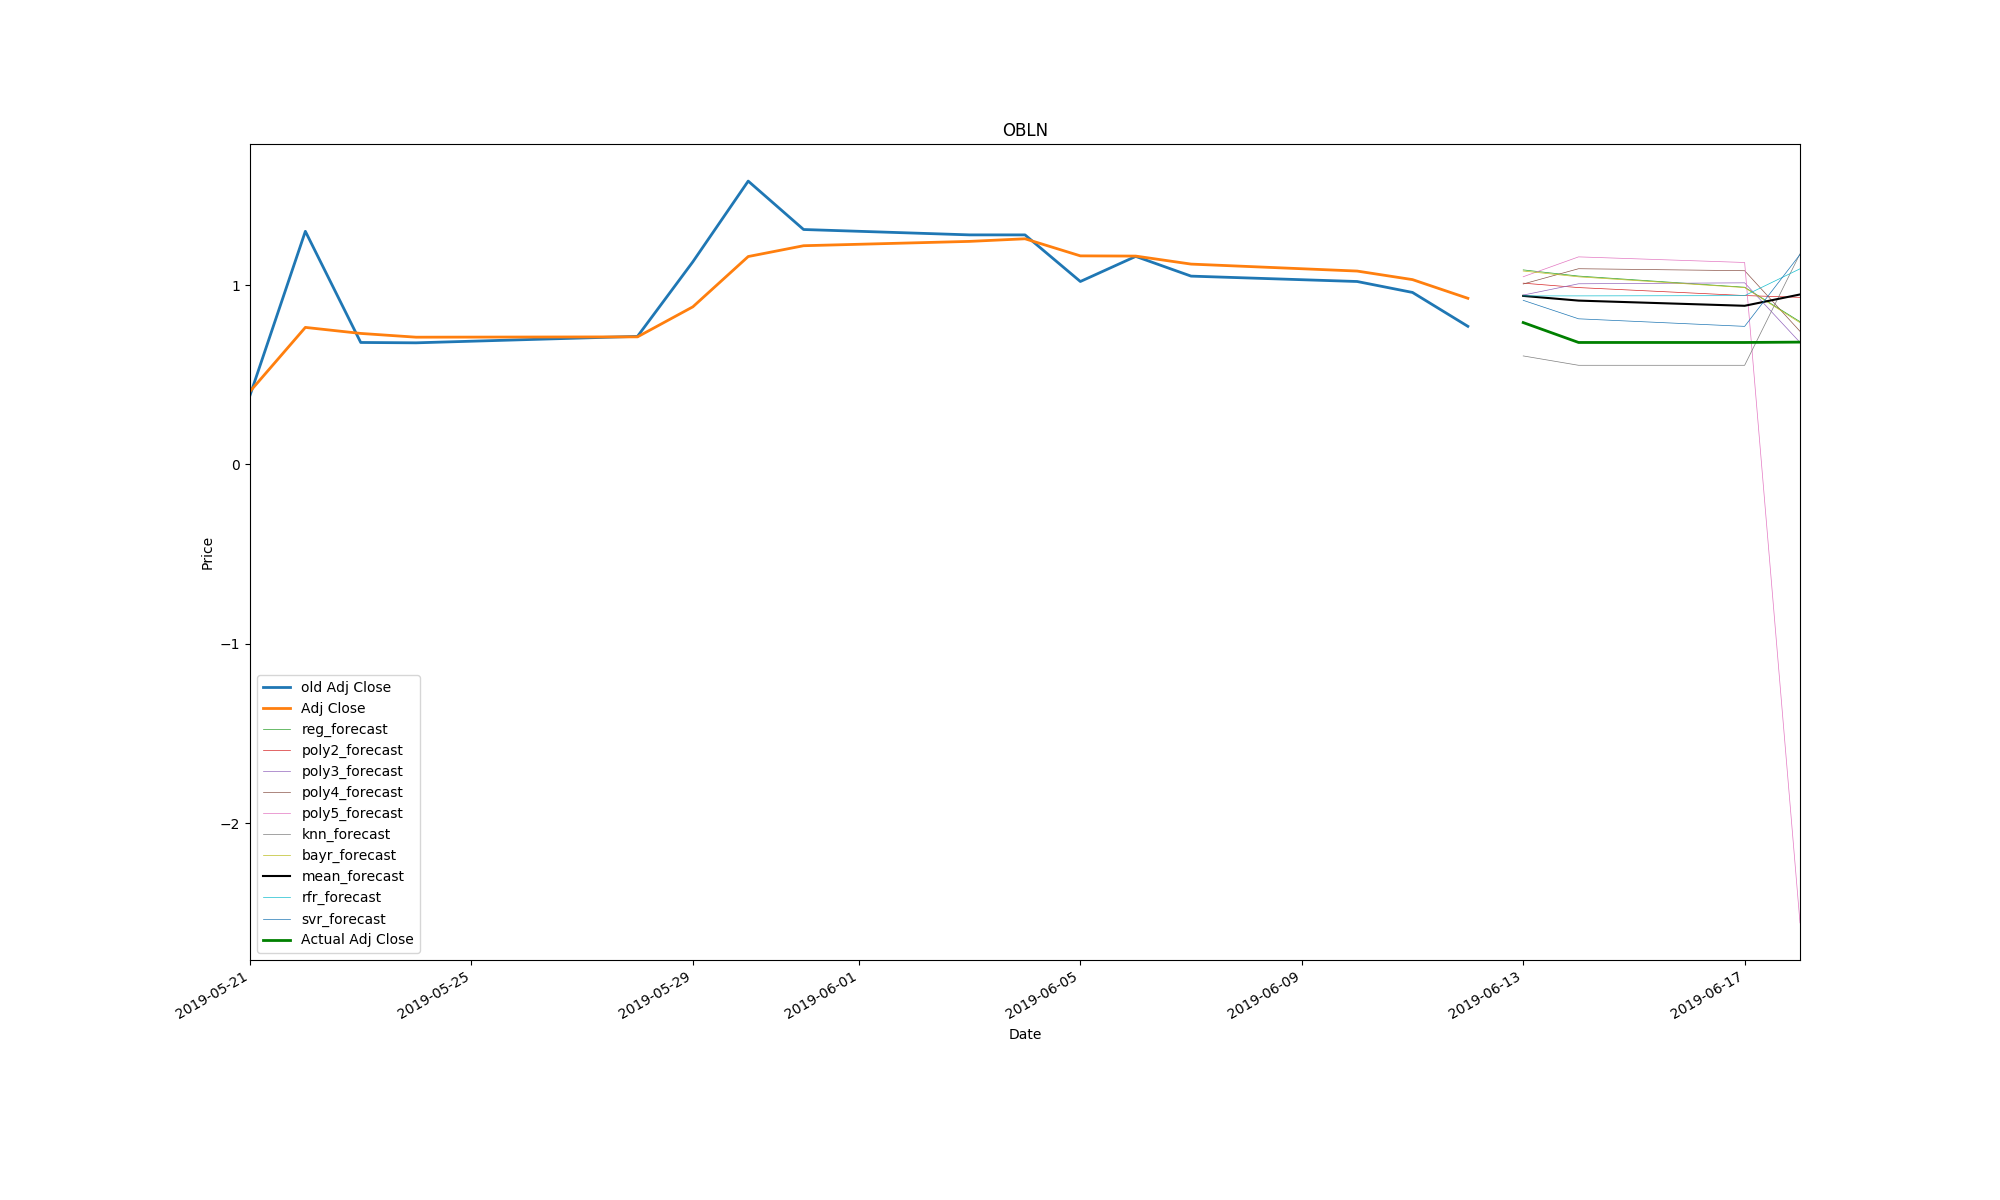 OBLN
1
0
−1
−2
Price
old Adj Close
Adj Close
reg_forecast
poly2_forecast
poly3_forecast
poly4_forecast
poly5_forecast
knn_forecast
bayr_forecast
mean_forecast
rfr_forecast
svr_forecast
Actual Adj Close
2019-05-21
2019-05-25
2019-05-29
2019-06-01
2019-06-05
2019-06-09
2019-06-13
2019-06-17
Date